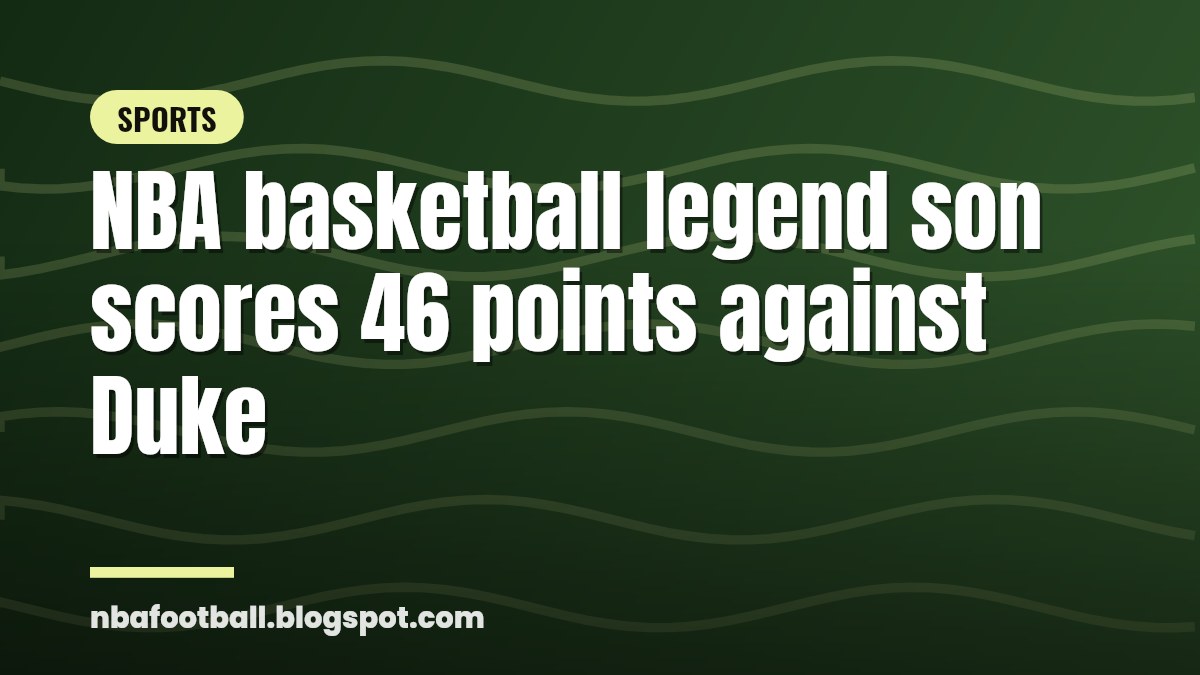 SPORTS
NBA basketball legend son
scores 46 points against
Duke
nbafootball.blogspot.com